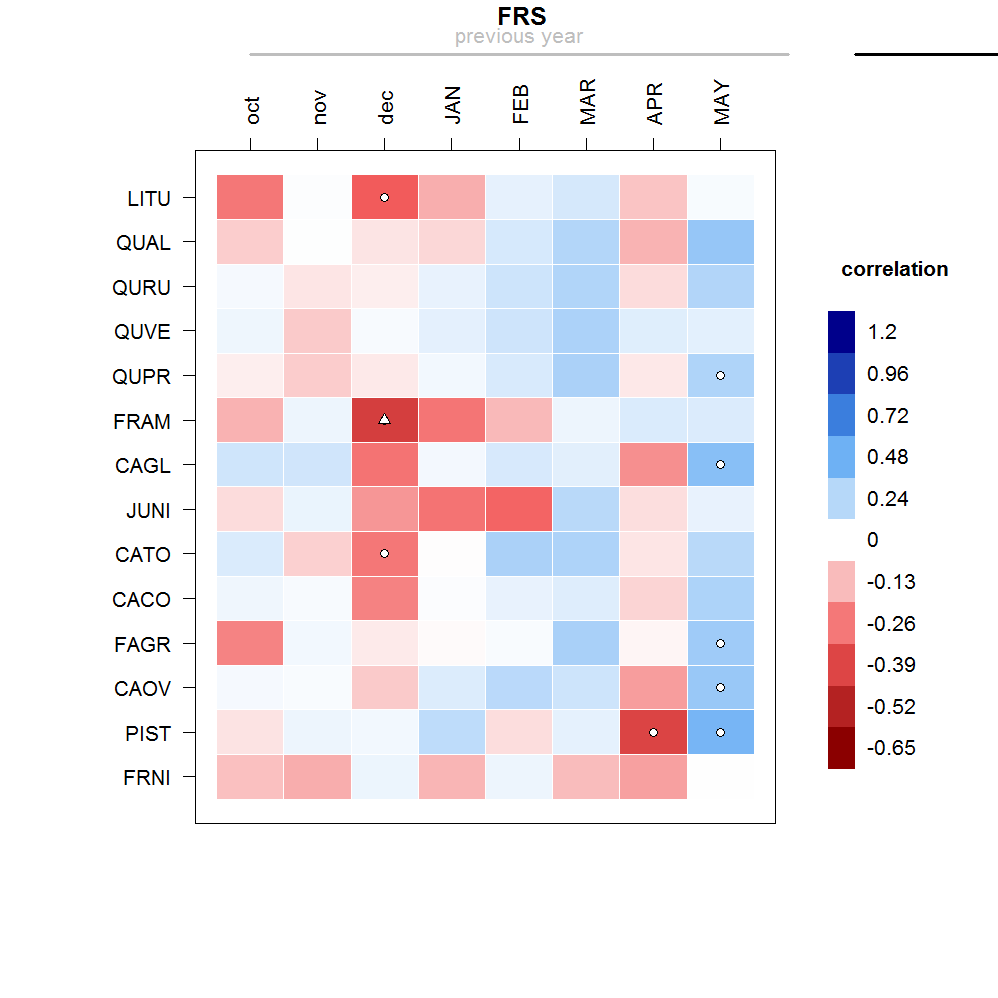 FRS
previous year
oct nov dec JAN FEB MAR APR MAY
LITU
QUAL
QURU
QUVE
QUPR
FRAM
CAGL
JUNI
CATO
CACO
FAGR
CAOV
PIST
FRNI
correlation
1.2
0.96
0.72
0.48
0.24
0
-0.13
-0.26
-0.39
-0.52
-0.65